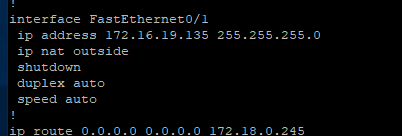 !
interface FastEthernet0/1
ip address 172.16.19.135 255.255.255.0
ip nat outside
shutdown
duplex auto
speed auto
!
ip route 0.0.0.0 0.0.0.0 172.18.0.245